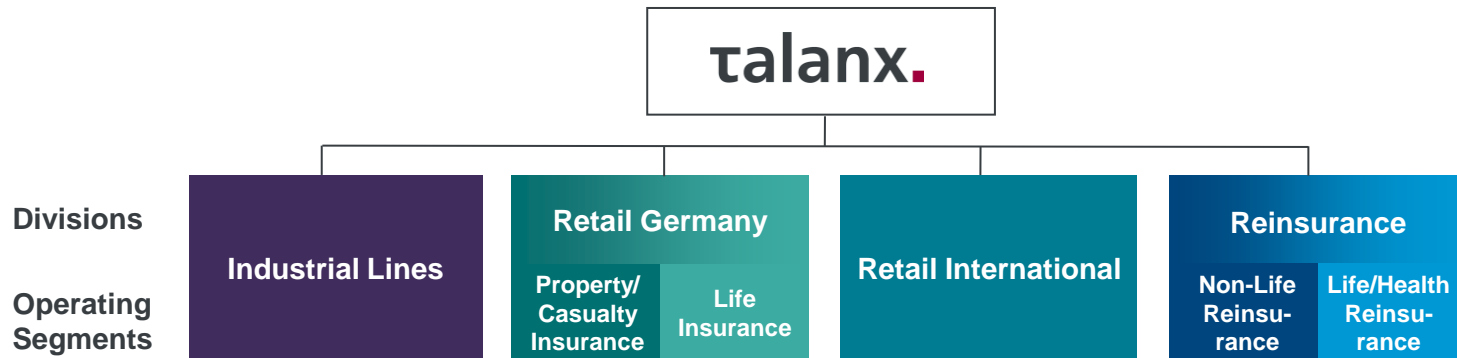 τalanx.
Divisions
Operating
Segments
Industrial Lines
Retail Germany
Property/
Casualty
Insurance
Life
Insurance
Retail International
Reinsurance
Non-Life
Reinsu-
rance
Life/Health
Reinsu-
rance